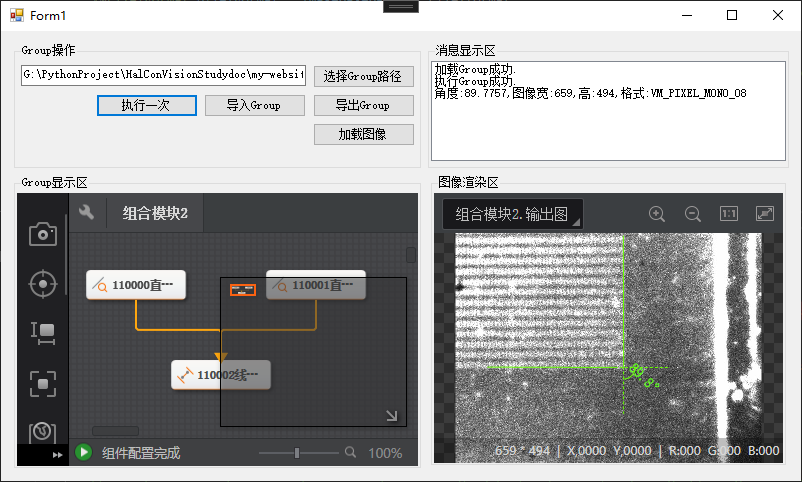 Form1
Group操作
G:\PythonProject\HalConVisionStudydoc\my-websit
选择Group路径
执行一次
导入Group
导出Group
加载图像
消息显示区
加载Group成功.
执行Group成功.
角度:89.7757,图像宽:659,高:494,格式:VM_PIXEL_MONO_08
Group显示区
组合模块2
110000直···
110001直···
110002线···
组件配置完成
100%
图像渲染区
组合模块2.输出图
1:1
89.8°
659 * 494 | X,0000 Y,0000 | R:000 G:000 B:000